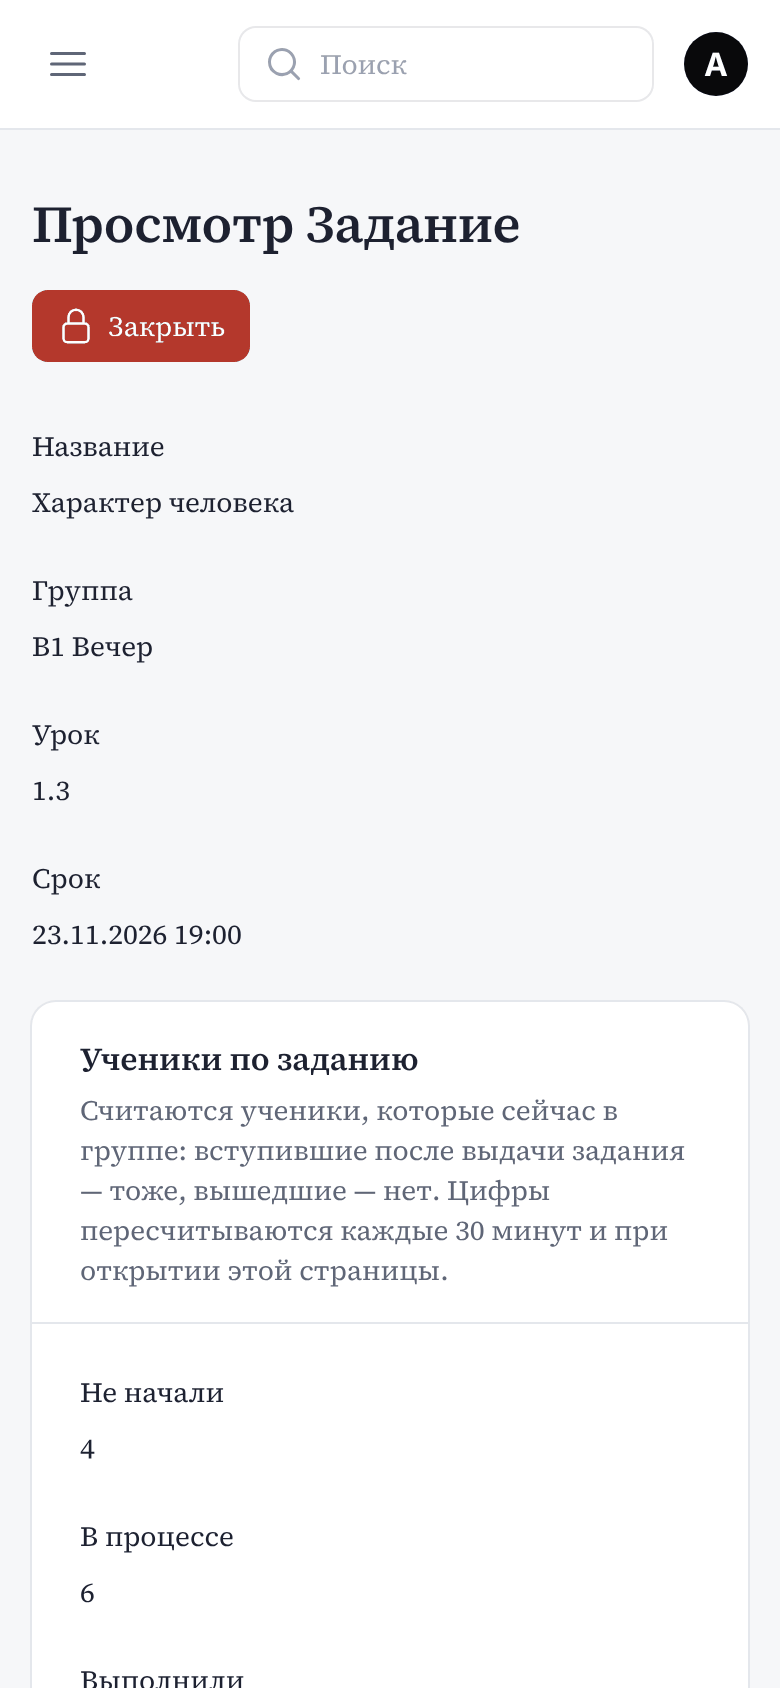 Поиск
A
Просмотр Задание
Закрыть
Название
Характер человека
Группа
B1 Вечер
Урок
1.3
Срок
23.11.2026 19:00
Ученики по заданию
Считаются ученики, которые сейчас в
группе: вступившие после выдачи задания
— тоже, вышедшие — нет. Цифры
пересчитываются каждые 30 минут и при
открытии этой страницы.
Не начали
4
В процессе
6
Выполнили